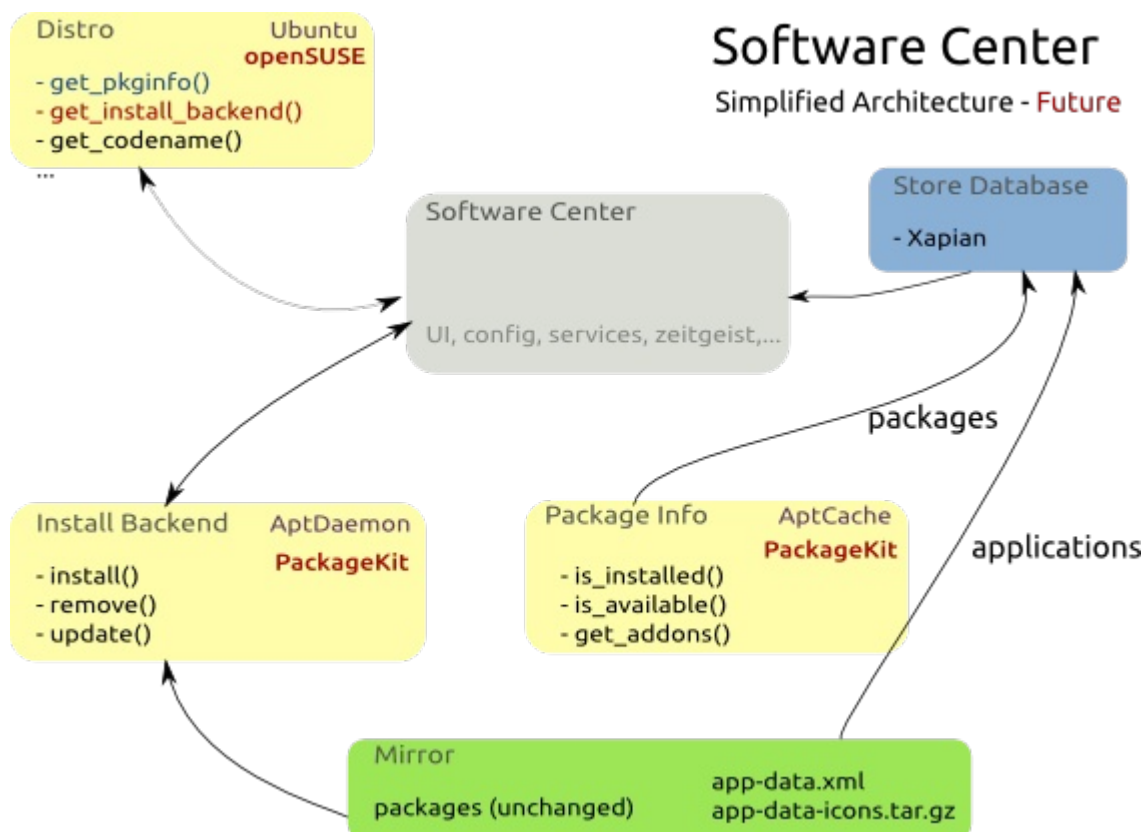 Software Center
Simplified Architecture - Future
Distro
Ubuntu
openSUSE
- get_pkginfo()
- get_install_backend()
- get_codename()
...
Software Center
UI, config, services, zeitgeist,...
Store Database
- Xapian
packages
applications
Install Backend
AptDaemon
PackageKit
- install()
- remove()
- update()
Package Info
AptCache
PackageKit
- is_installed()
- is_available()
- get_addons()
Mirror
packages (unchanged)
app-data.xml
app-data-icons.tar.gz